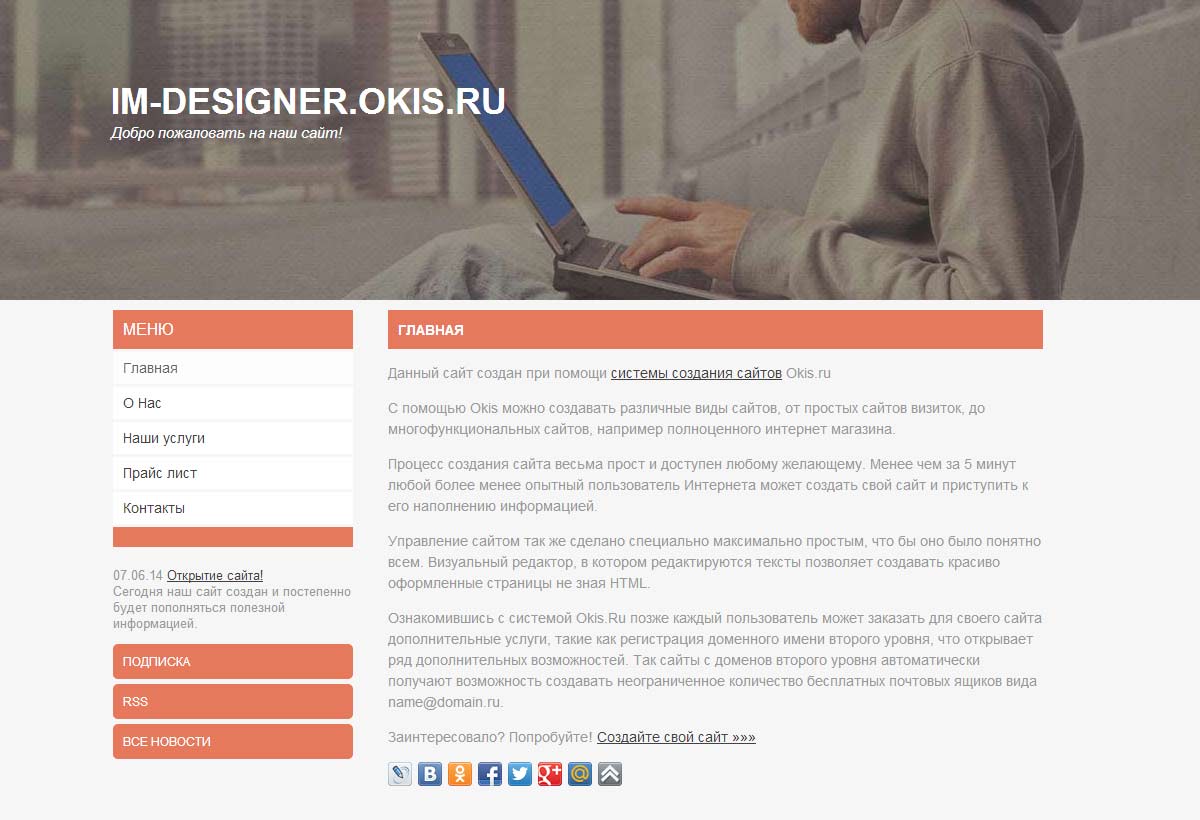 IM-DESIGNER.OKIS.RU
Добро пожаловать на наш сайт!
МЕНЮ
Главная
О Нас
Наши услуги
Прайс лист
Контакты
07.06.14 Открытие сайта!
Сегодня наш сайт создан и постепенно
будет пополняться полезной
информацией.
ПОДПИСКА
RSS
ВСЕ НОВОСТИ
ГЛАВНАЯ
Данный сайт создан при помощи системы создания сайтов Okis.ru
С помощью Okis можно создавать различные виды сайтов, от простых сайтов визиток, до
многофункциональных сайтов, например полноценного интернет магазина.
Процесс создания сайта весьма прост и доступен любому желающему. Менее чем за 5 минут
любой более менее опытный пользователь Интернета может создать свой сайт и приступить к
его наполнению информацией.
Управление сайтом так же сделано специально максимально простым, что бы оно было понятно
всем. Визуальный редактор, в котором редактируются тексты позволяет создавать красиво
оформленные страницы не зная HTML.
Ознакомившись с системой Okis.Ru позже каждый пользователь может заказать для своего сайта
дополнительные услуги, такие как регистрация доменного имени второго уровня, что открывает
ряд дополнительных возможностей. Так сайты с доменов второго уровня автоматически
получают возможность создавать неограниченное количество бесплатных почтовых ящиков вида
name@domain.ru.
Заинтересовало? Попробуйте! Создайте свой сайт »»»